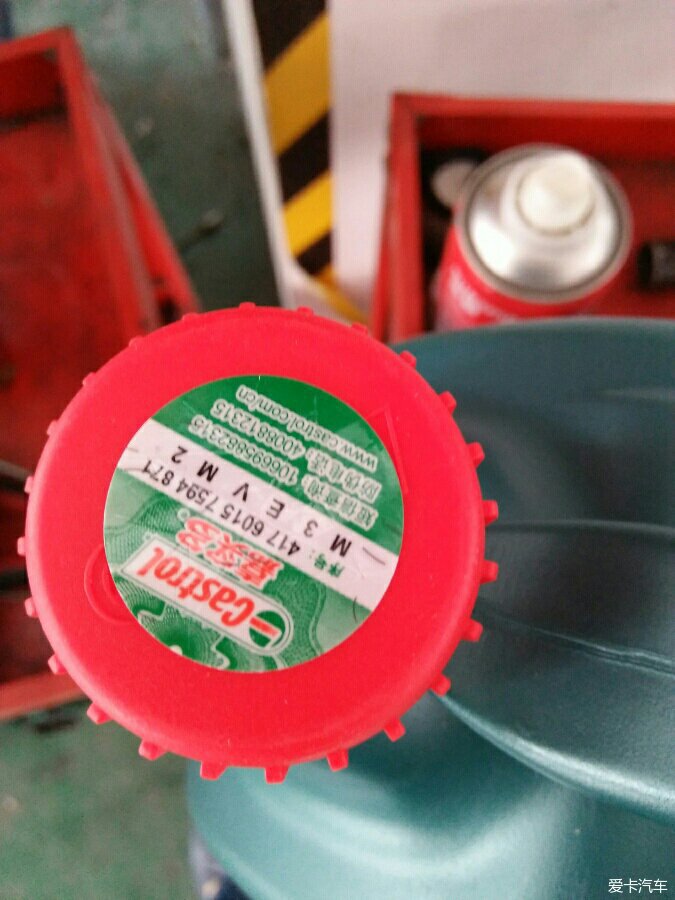 Castrol
嘉实多
序号: 417 6015 7594 871
M 3 E V M 2
短信查询: 106695882315
防伪电话: 4008812315
www.castrol.com/cn
爱卡汽车